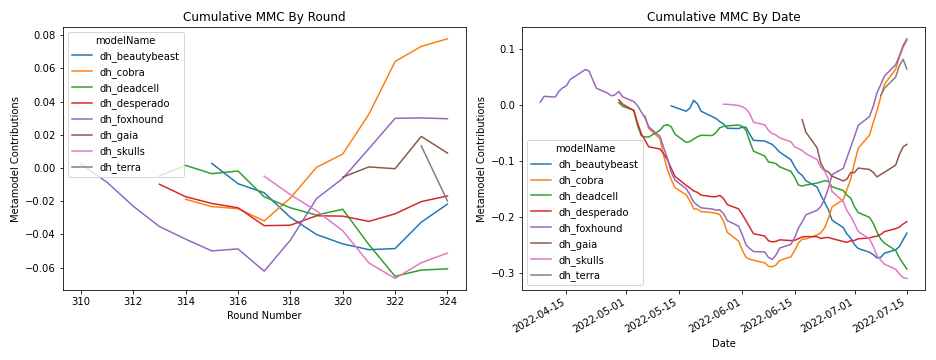 Cumulative MMC By Round
Metamodel Contributions
0.08
0.06
0.04
0.02
0.00
−0.02
−0.04
−0.06
modelName
dh_beautybeast
dh_cobra
dh_deadcell
dh_desperado
dh_foxhound
dh_gaia
dh_skulls
dh_terra
310
312
314
316
318
320
322
324
Round Number
Cumulative MMC By Date
Metamodel Contributions
0.1
0.0
−0.1
−0.2
−0.3
modelName
dh_beautybeast
dh_cobra
dh_deadcell
dh_desperado
dh_foxhound
dh_gaia
dh_skulls
dh_terra
2022-04-15
2022-05-01
2022-05-15
2022-06-01
2022-06-15
2022-07-01
2022-07-15
Date